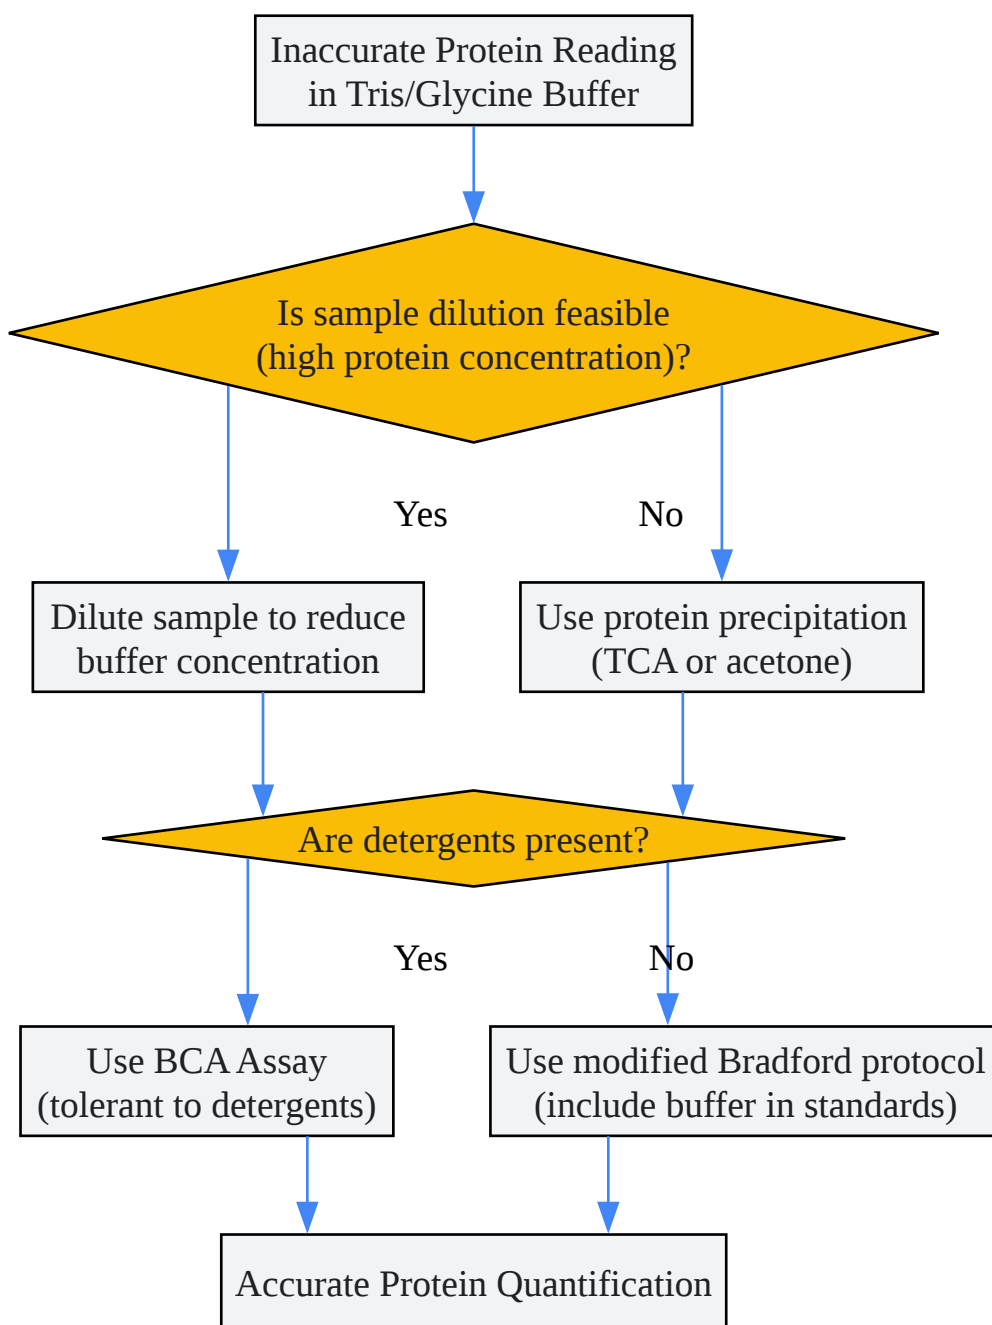 Inaccurate Protein Reading
in Tris/Glycine Buffer
Is sample dilution feasible
(high protein concentration)?
Yes
No
Dilute sample to reduce
buffer concentration
Use protein precipitation
(TCA or acetone)
Are detergents present?
Yes
No
Use BCA Assay
(tolerant to detergents)
Use modified Bradford protocol
(include buffer in standards)
Accurate Protein Quantification